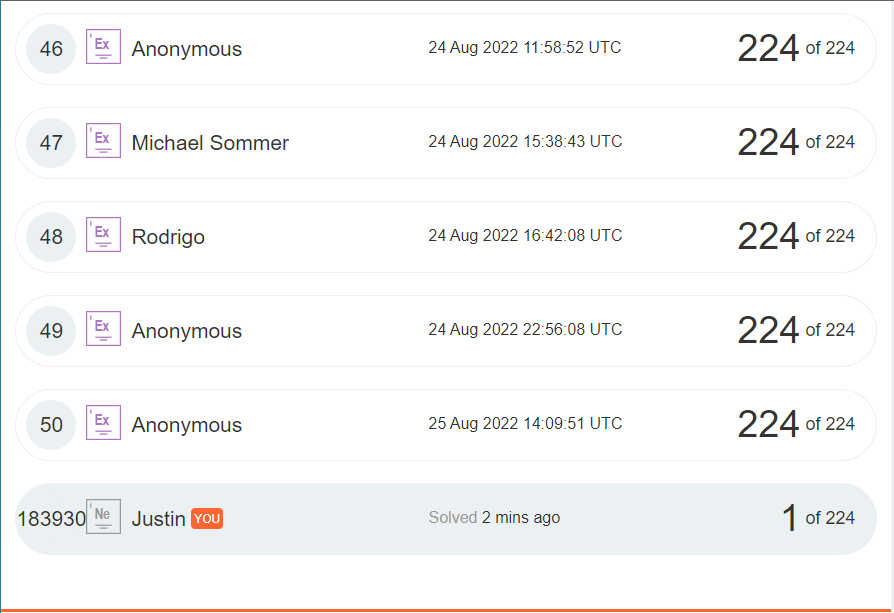 46 Ex Anonymous 24 Aug 2022 11:58:52 UTC 224 of 224
47 Ex Michael Sommer 24 Aug 2022 15:38:43 UTC 224 of 224
48 Ex Rodrigo 24 Aug 2022 16:42:08 UTC 224 of 224
49 Ex Anonymous 24 Aug 2022 22:56:08 UTC 224 of 224
50 Ex Anonymous 25 Aug 2022 14:09:51 UTC 224 of 224
183930 Ne Justin YOU Solved 2 mins ago 1 of 224